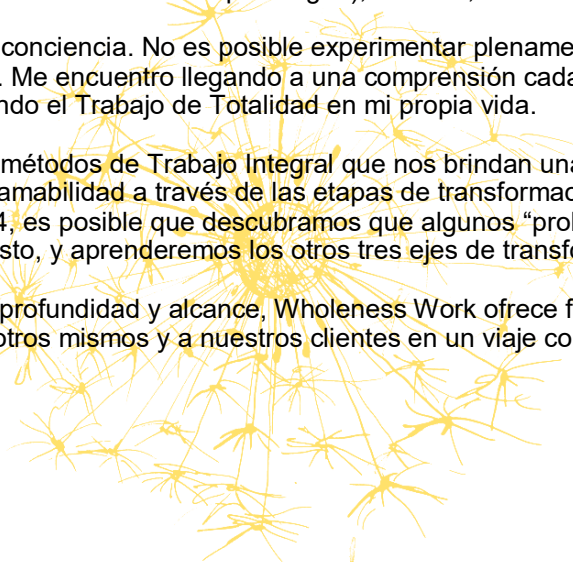 conciencia. No es posible experimentar plename
. Me encuentro llegando a una comprensión cada
ndo el Trabajo de Totalidad en mi propia vida.
métodos de Trabajo Integral que nos brindan una
amabilidad a través de las etapas de transformac
4, es posible que descubramos que algunos “prob
sto, y aprenderemos los otros tres ejes de transfo
profundidad y alcance, Wholeness Work ofrece f
otros mismos y a nuestros clientes en un viaje co